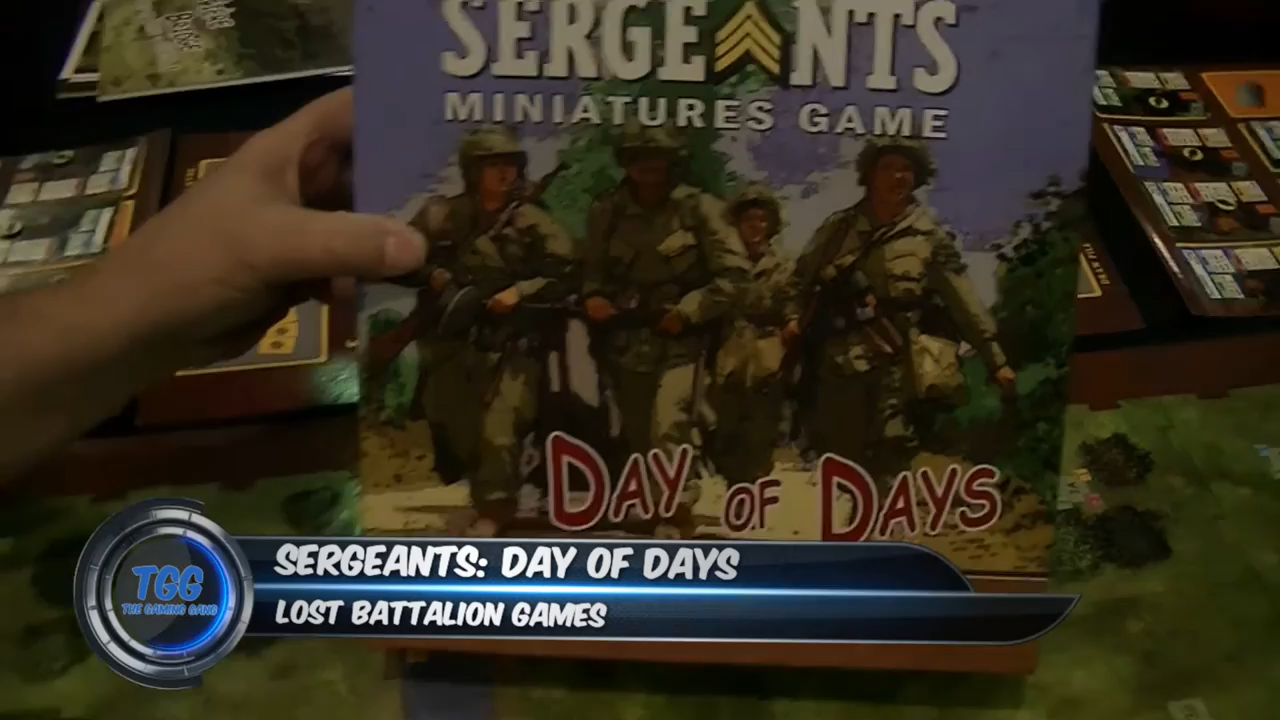 SERGEANTS
MINIATURES GAME
DAY OF DAYS
SERGEANTS: DAY OF DAYS
LOST BATTALION GAMES
TGG
THE GAMING GANG